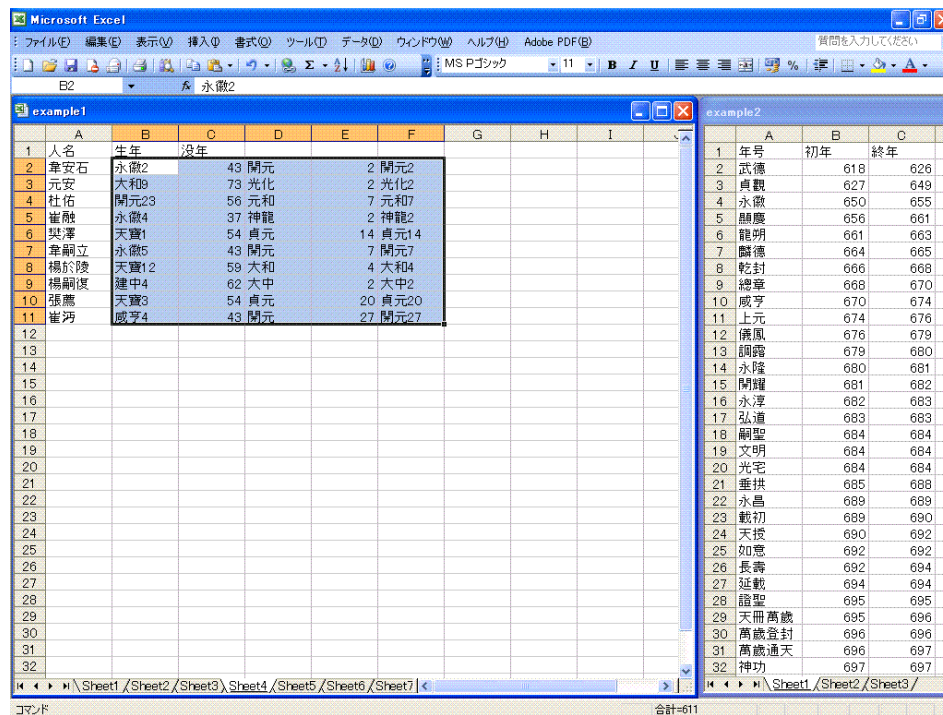 Microsoft Excel
ファイル(F) 編集(E) 表示(V) 挿入(I) 書式(O) ツール(T) データ(D) ウィンドウ(W) ヘルプ(H) Adobe PDF(B) 質問を入力してください
MS Pゴシック 11 B I U
B2 fx 永徽2
example1
A B C D E F G H I
1 人名 生年 没年
2 韋安石 永徽2 43 開元 2 開元2
3 元安 大和9 73 光化 2 光化2
4 杜佑 開元23 56 元和 7 元和7
5 崔融 永徽4 37 神龍 2 神龍2
6 樊澤 天寶1 54 貞元 14 貞元14
7 韋嗣立 永徽5 43 開元 7 開元7
8 楊於陵 天寶12 59 大和 4 大和4
9 楊嗣復 建中4 62 大中 2 大中2
10 張薦 天寶3 54 貞元 20 貞元20
11 崔沔 咸亨4 43 開元 27 開元27
12
13
14
15
16
17
18
19
20
21
22
23
24
25
26
27
28
29
30
31
32
Sheet1 Sheet2 Sheet3 Sheet4 Sheet5 Sheet6 Sheet7
example2
A B C
1 年号 初年 終年
2 武德 618 626
3 貞觀 627 649
4 永徽 650 655
5 顯慶 656 661
6 龍朔 661 663
7 麟德 664 665
8 乾封 666 668
9 總章 668 670
10 咸亨 670 674
11 上元 674 676
12 儀鳳 676 679
13 調露 679 680
14 永隆 680 681
15 開耀 681 682
16 永淳 682 683
17 弘道 683 683
18 嗣聖 684 684
19 文明 684 684
20 光宅 684 684
21 垂拱 685 688
22 永昌 689 689
23 載初 689 690
24 天授 690 692
25 如意 692 692
26 長壽 692 694
27 延載 694 694
28 證聖 695 695
29 天冊萬歳 695 696
30 萬歳登封 696 696
31 萬歳通天 696 697
32 神功 697 697
Sheet1 Sheet2 Sheet3
コマンド 合計=611